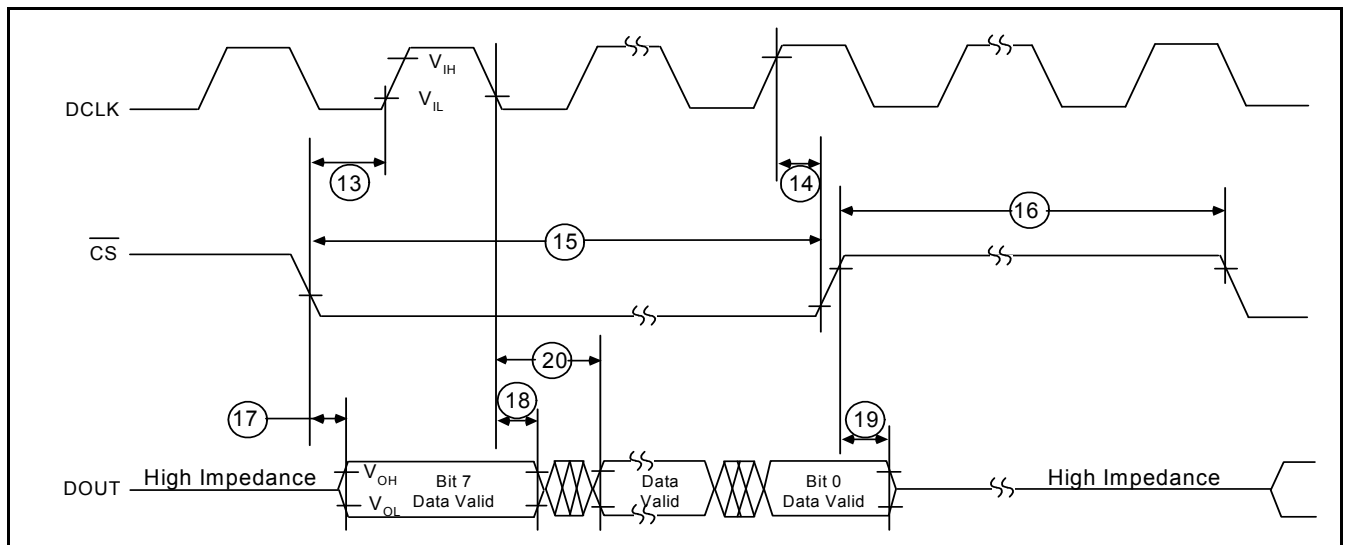 V_IH
V_IL
DCLK
13
14
16
15
CS
20
18
17
19
High Impedance
V_OH
Bit 7
Data Valid
Data
Valid
Bit 0
Data Valid
High Impedance
DOUT
V_OL